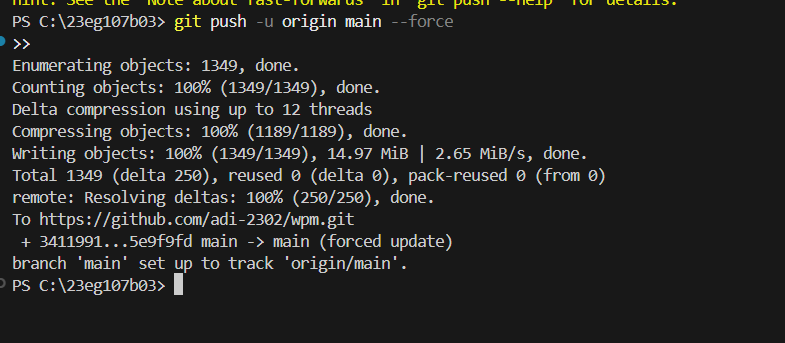 hint: See the 'Note about fast-forwards' in 'git push --help' for details.
PS C:\23eg107b03> git push -u origin main --force
>>
Enumerating objects: 1349, done.
Counting objects: 100% (1349/1349), done.
Delta compression using up to 12 threads
Compressing objects: 100% (1189/1189), done.
Writing objects: 100% (1349/1349), 14.97 MiB | 2.65 MiB/s, done.
Total 1349 (delta 250), reused 0 (delta 0), pack-reused 0 (from 0)
remote: Resolving deltas: 100% (250/250), done.
To https://github.com/adi-2302/wpm.git
 + 3411991...5e9f9fd main -> main (forced update)
branch 'main' set up to track 'origin/main'.
PS C:\23eg107b03>